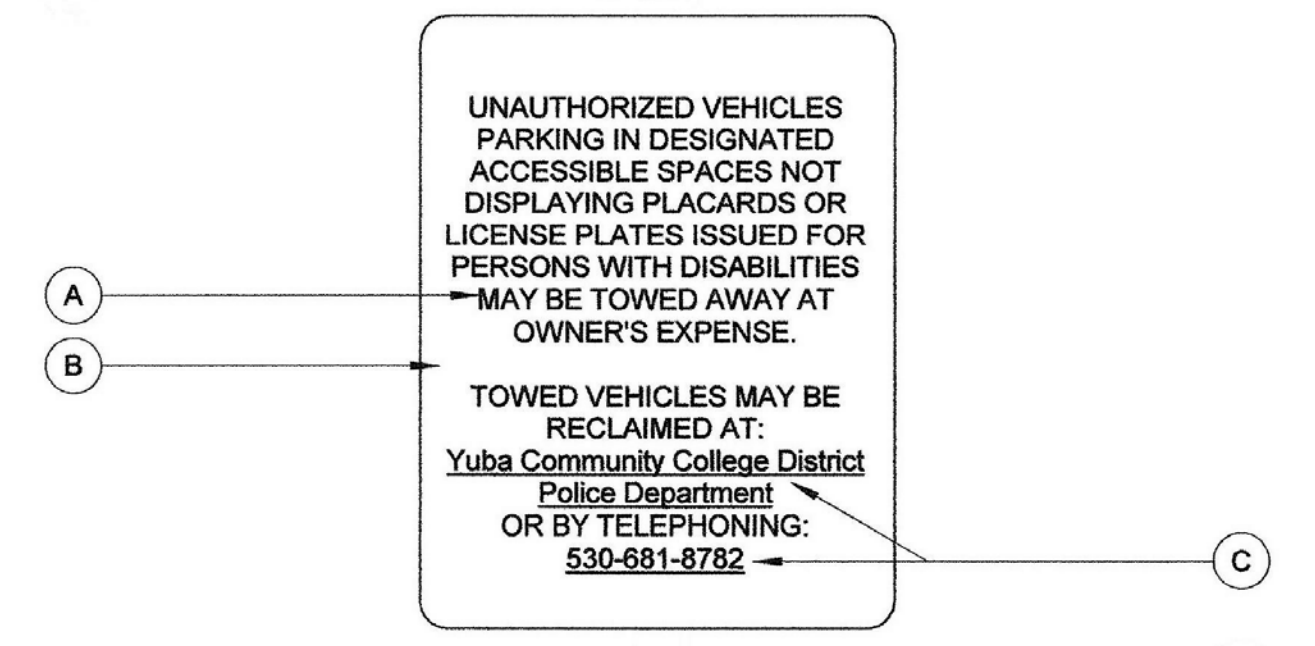 UNAUTHORIZED VEHICLES
PARKING IN DESIGNATED
ACCESSIBLE SPACES NOT
DISPLAYING PLACARDS OR
LICENSE PLATES ISSUED FOR
PERSONS WITH DISABILITIES
MAY BE TOWED AWAY AT
OWNER'S EXPENSE.
TOWED VEHICLES MAY BE
RECLAIMED AT:
Yuba Community College District
Police Department
OR BY TELEPHONING:
530-681-8782
A
B
C